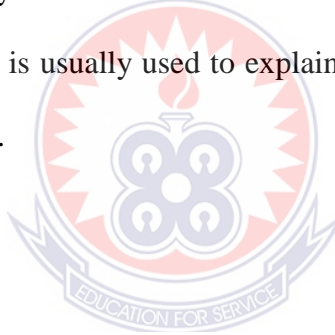 y
is usually used to explain
.
EDUCATION FOR SERVICE